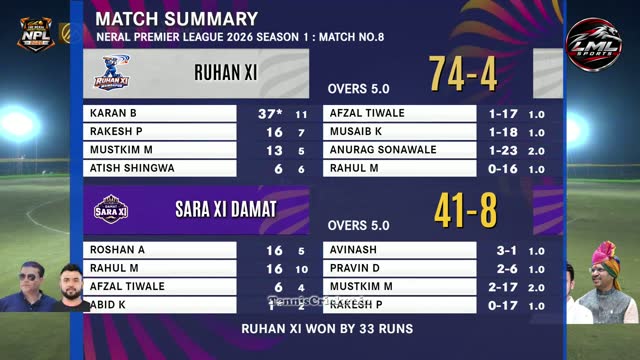 MATCH SUMMARY
NERAL PREMIER LEAGUE 2026 SEASON 1 : MATCH NO.8
NPL
LML
SPORTS
RUHAN XI
RUHAN XI OVERS 5.0 74-4
KARAN B 37* 11 AFZAL TIWALE 1-17 1.0
RAKESH P 16 7 MUSAIB K 1-18 1.0
MUSTKIM M 13 5 ANURAG SONAWALE 1-23 2.0
ATISH SHINGWA 6 6 RAHUL M 0-16 1.0
DAMAT
SARA XI
SARA XI DAMAT OVERS 5.0 41-8
ROSHAN A 16 5 AVINASH 3-1 1.0
RAHUL M 16 10 PRAVIN D 2-6 1.0
AFZAL TIWALE 6 4 MUSTKIM M 2-17 2.0
ABID K 1 2 RAKESH P 0-17 1.0
RUHAN XI WON BY 33 RUNS